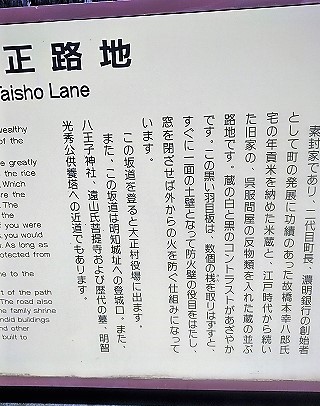 正路地
Taisho Lane
素封家であり、二代目町長、濃明銀行の創始者
として町の発展に功績のあった故橋本幸八郎氏
宅の年貢米を納めた米蔵と、江戸時代から続い
た旧家の、呉服問屋の反物類を入れた蔵の並ぶ
路地です。蔵の白と黒のコントラストがあざやか
です。この黒い羽目板は、数個の桟を取りはずすと、
すぐに一面の土壁となって防火壁の役目をはたし、
窓を閉ざせば外からの火を防ぐ仕組みになって
います。
この坂道を登ると大正村役場に出ます。また、
また、この坂道は明知城址への登城口。また、
八王子神社、遠山氏菩提寺および歴代の墓、明智
光秀公供養塔への近道でもあります。
wealthy
of the
greatly
the rice
Which
are the
The
the
if you were
you would
As long as
protected from
to the
t of the path
The road also
he family shrine
and buildings
nd other
built to